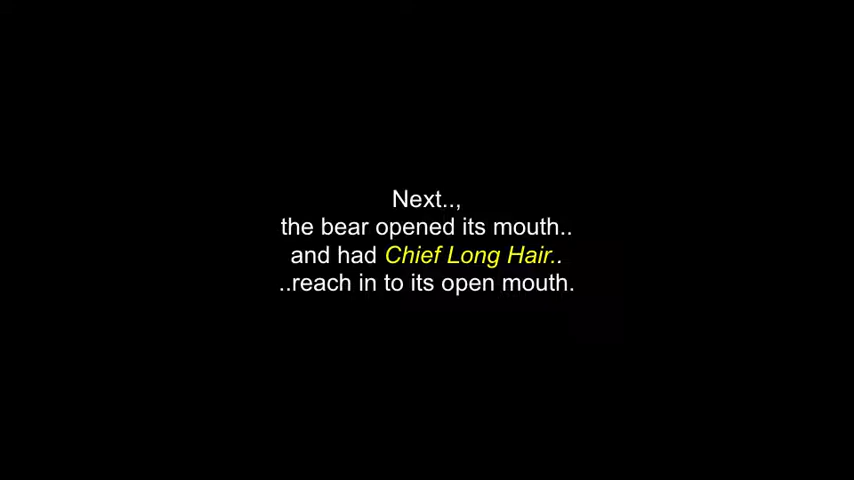 Next..,
the bear opened its mouth..
and had Chief Long Hair..
..reach in to its open mouth.